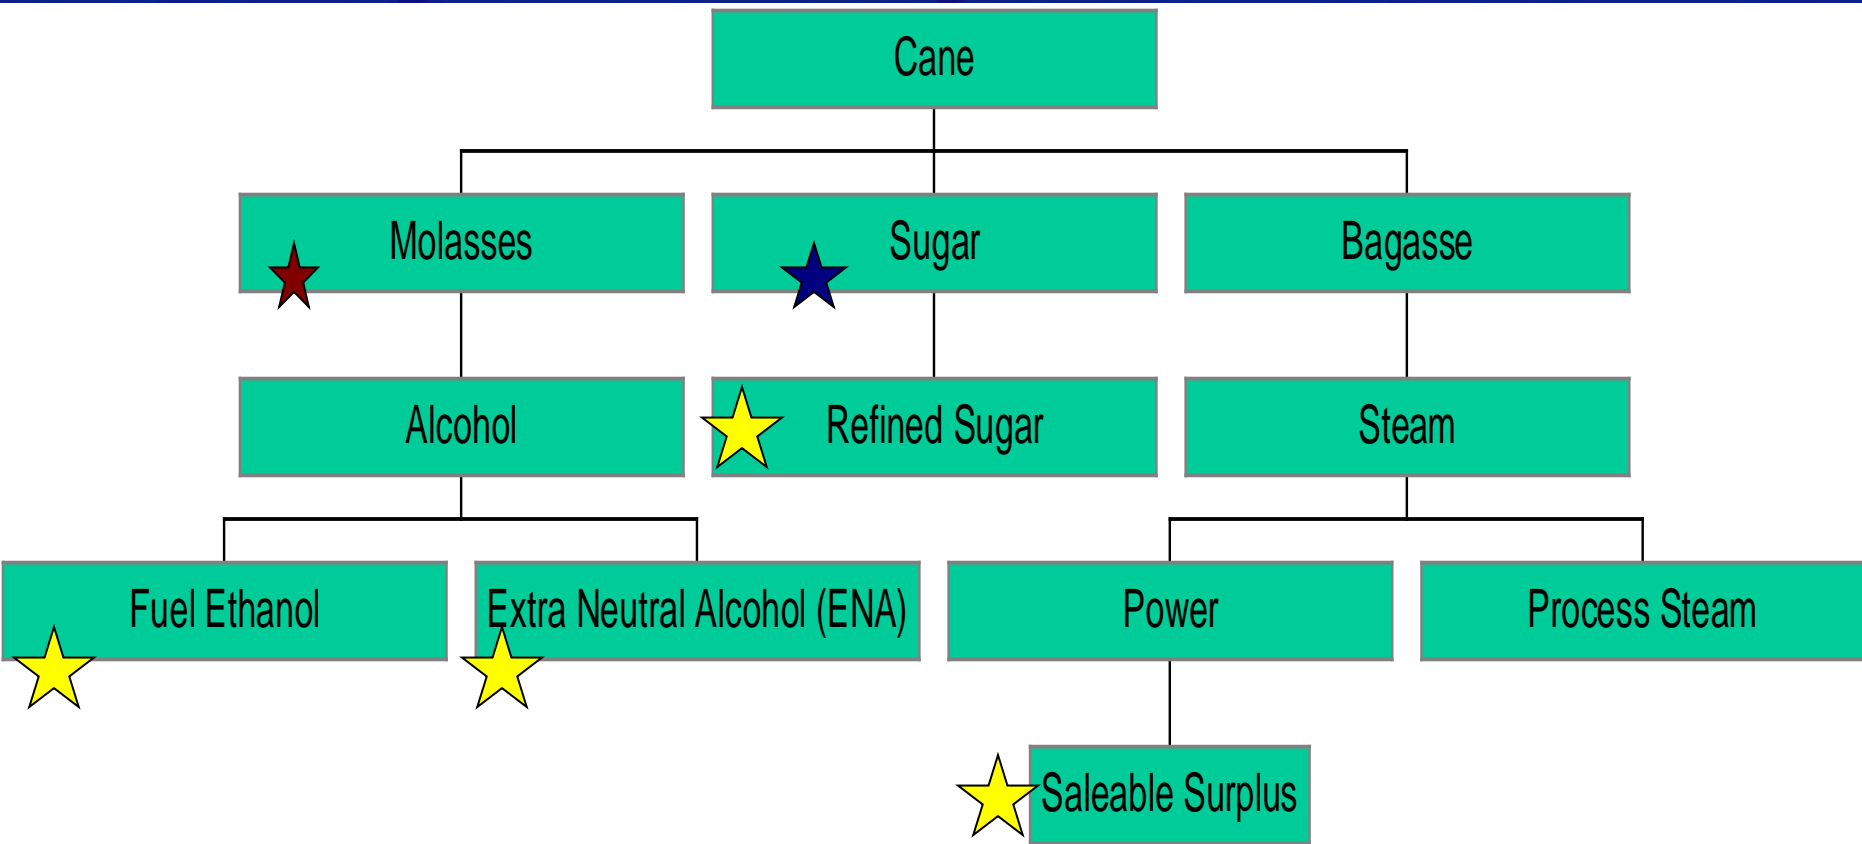 Cane
Molasses
Sugar
Bagasse
Alcohol
Refined Sugar
Steam
Fuel Ethanol
Extra Neutral Alcohol (ENA)
Power
Process Steam
Saleable Surplus